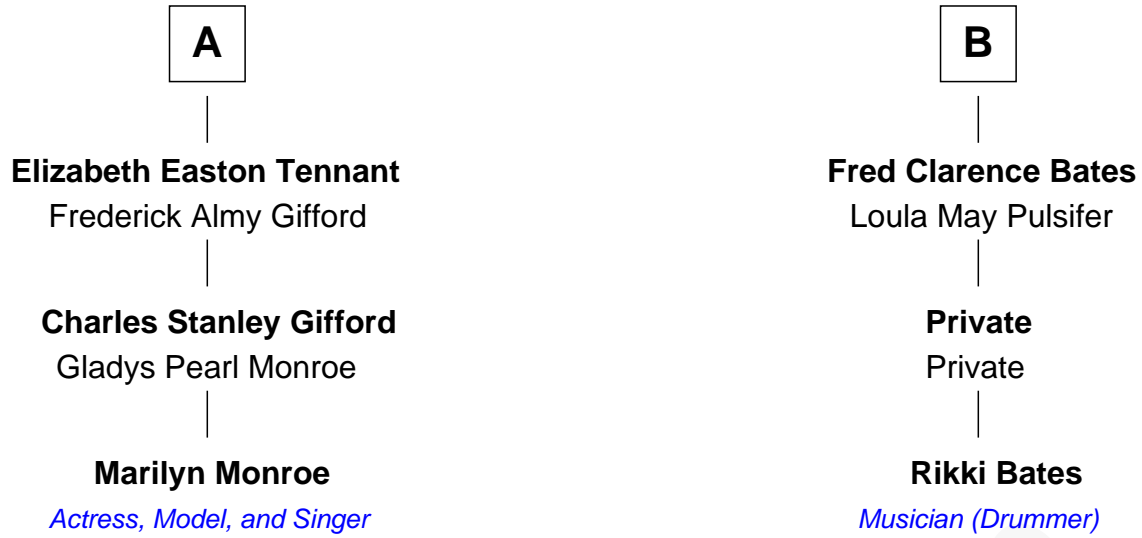 A
Elizabeth Easton Tennant
Frederick Almy Gifford
Charles Stanley Gifford
Gladys Pearl Monroe
Marilyn Monroe
Actress, Model, and Singer
B
Fred Clarence Bates
Loula May Pulsifer
Private
Private
Rikki Bates
Musician (Drummer)